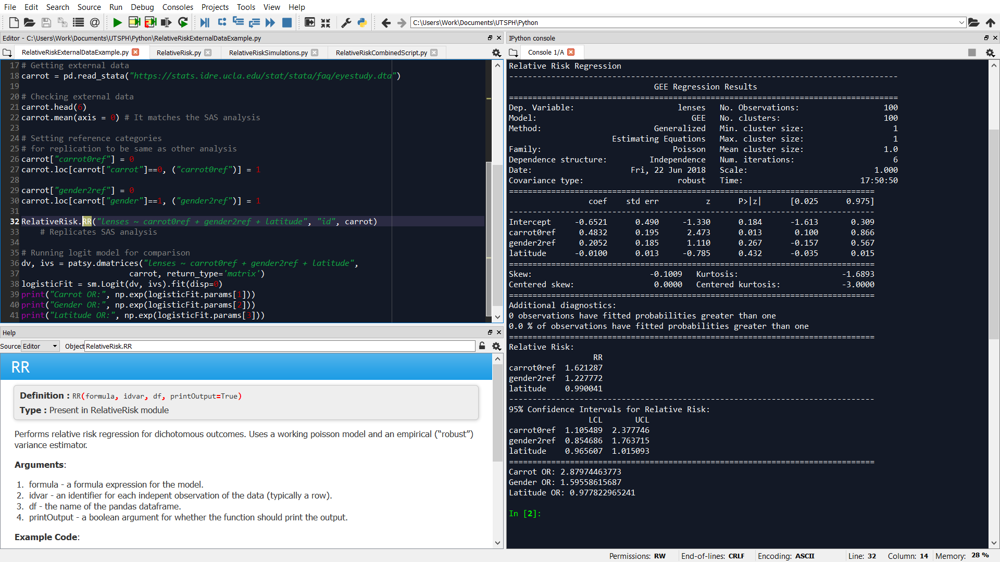 File Edit Search Source Run Debug Consoles Projects Tools View Help
C:\Users\Work\Documents\UTSPH\Python
Editor - C:\Users\Work\Documents\UTSPH\Python\RelativeRiskExternalDataExample.py
RelativeRiskExternalDataExample.py RelativeRisk.py RelativeRiskSimulations.py RelativeRiskCombinedScript.py
17 # Getting external data
18 carrot = pd.read_stata("https://stats.idre.ucla.edu/stat/stata/faq/eyestudy.dta")
19
20 # Checking external data
21 carrot.head(6)
22 carrot.mean(axis = 0) # It matches the SAS analysis
23
24 # Setting reference categories
25 # for replication to be same as other analysis
26 carrot["carrot0ref"] = 0
27 carrot.loc[carrot["carrot"]==0, ("carrot0ref")] = 1
28
29 carrot["gender2ref"] = 0
30 carrot.loc[carrot["gender"]==1, ("gender2ref")] = 1
31
32 RelativeRisk.RR("lenses ~ carrot0ref + gender2ref + latitude", "id", carrot)
33     # Replicates SAS analysis
34
35 # Running logit model for comparison
36 dv, ivs = patsy.dmatrices("lenses ~ carrot0ref + gender2ref + latitude",
37                        carrot, return_type='matrix')
38 logisticFit = sm.Logit(dv, ivs).fit(disp=0)
39 print("Carrot OR:", np.exp(logisticFit.params[1]))
40 print("Gender OR:", np.exp(logisticFit.params[2]))
41 print("Latitude OR:", np.exp(logisticFit.params[3]))
Help
Source Editor Object RelativeRisk.RR
RR
Definition : RR(formula, idvar, df, printOutput=True)
Type : Present in RelativeRisk module
Performs relative risk regression for dichotomous outcomes. Uses a working poisson model and an empirical (“robust”)
variance estimator.
Arguments:
1. formula - a formula expression for the model.
2. idvar - an identifier for each indepent observation of the data (typically a row).
3. df - the name of the pandas dataframe.
4. printOutput - a boolean argument for whether the function should print the output.
Example Code:
IPython console
Console 1/A
Relative Risk Regression
-----------------------------------------------------------------------------------
GEE Regression Results
===================================================================================
Dep. Variable: lenses No. Observations: 100
Model: GEE No. clusters: 100
Method: Generalized Min. cluster size: 1
Estimating Equations Max. cluster size: 1
Family: Poisson Mean cluster size: 1.0
Dependence structure: Independence Num. iterations: 6
Date: Fri, 22 Jun 2018 Scale: 1.000
Covariance type: robust Time: 17:50:50
==============================================================================
coef std err z P>|z| [0.025 0.975]
------------------------------------------------------------------------------
Intercept -0.6521 0.490 -1.330 0.184 -1.613 0.309
carrot0ref 0.4832 0.195 2.473 0.013 0.100 0.866
gender2ref 0.2052 0.185 1.110 0.267 -0.157 0.567
latitude -0.0100 0.013 -0.785 0.432 -0.035 0.015
==============================================================================
Skew: -0.1009 Kurtosis: -1.6893
Centered skew: 0.0000 Centered kurtosis: -3.0000
==============================================================================
Additional diagnostics:
0 observations have fitted probabilities greater than one
0.0 % of observations have fitted probabilities greater than one
==============================================================================
Relative Risk:
RR
carrot0ref 1.621287
gender2ref 1.227772
latitude 0.990041
------------------------------------------------------------------------------
95% Confidence Intervals for Relative Risk:
LCL UCL
carrot0ref 1.105489 2.377746
gender2ref 0.854686 1.763715
latitude 0.965607 1.015093
==============================================================================
Carrot OR: 2.87974463773
Gender OR: 1.59558615687
Latitude OR: 0.977822965241
In [2]:
Permissions: RW End-of-lines: CRLF Encoding: ASCII Line: 32 Column: 14 Memory: 28 %